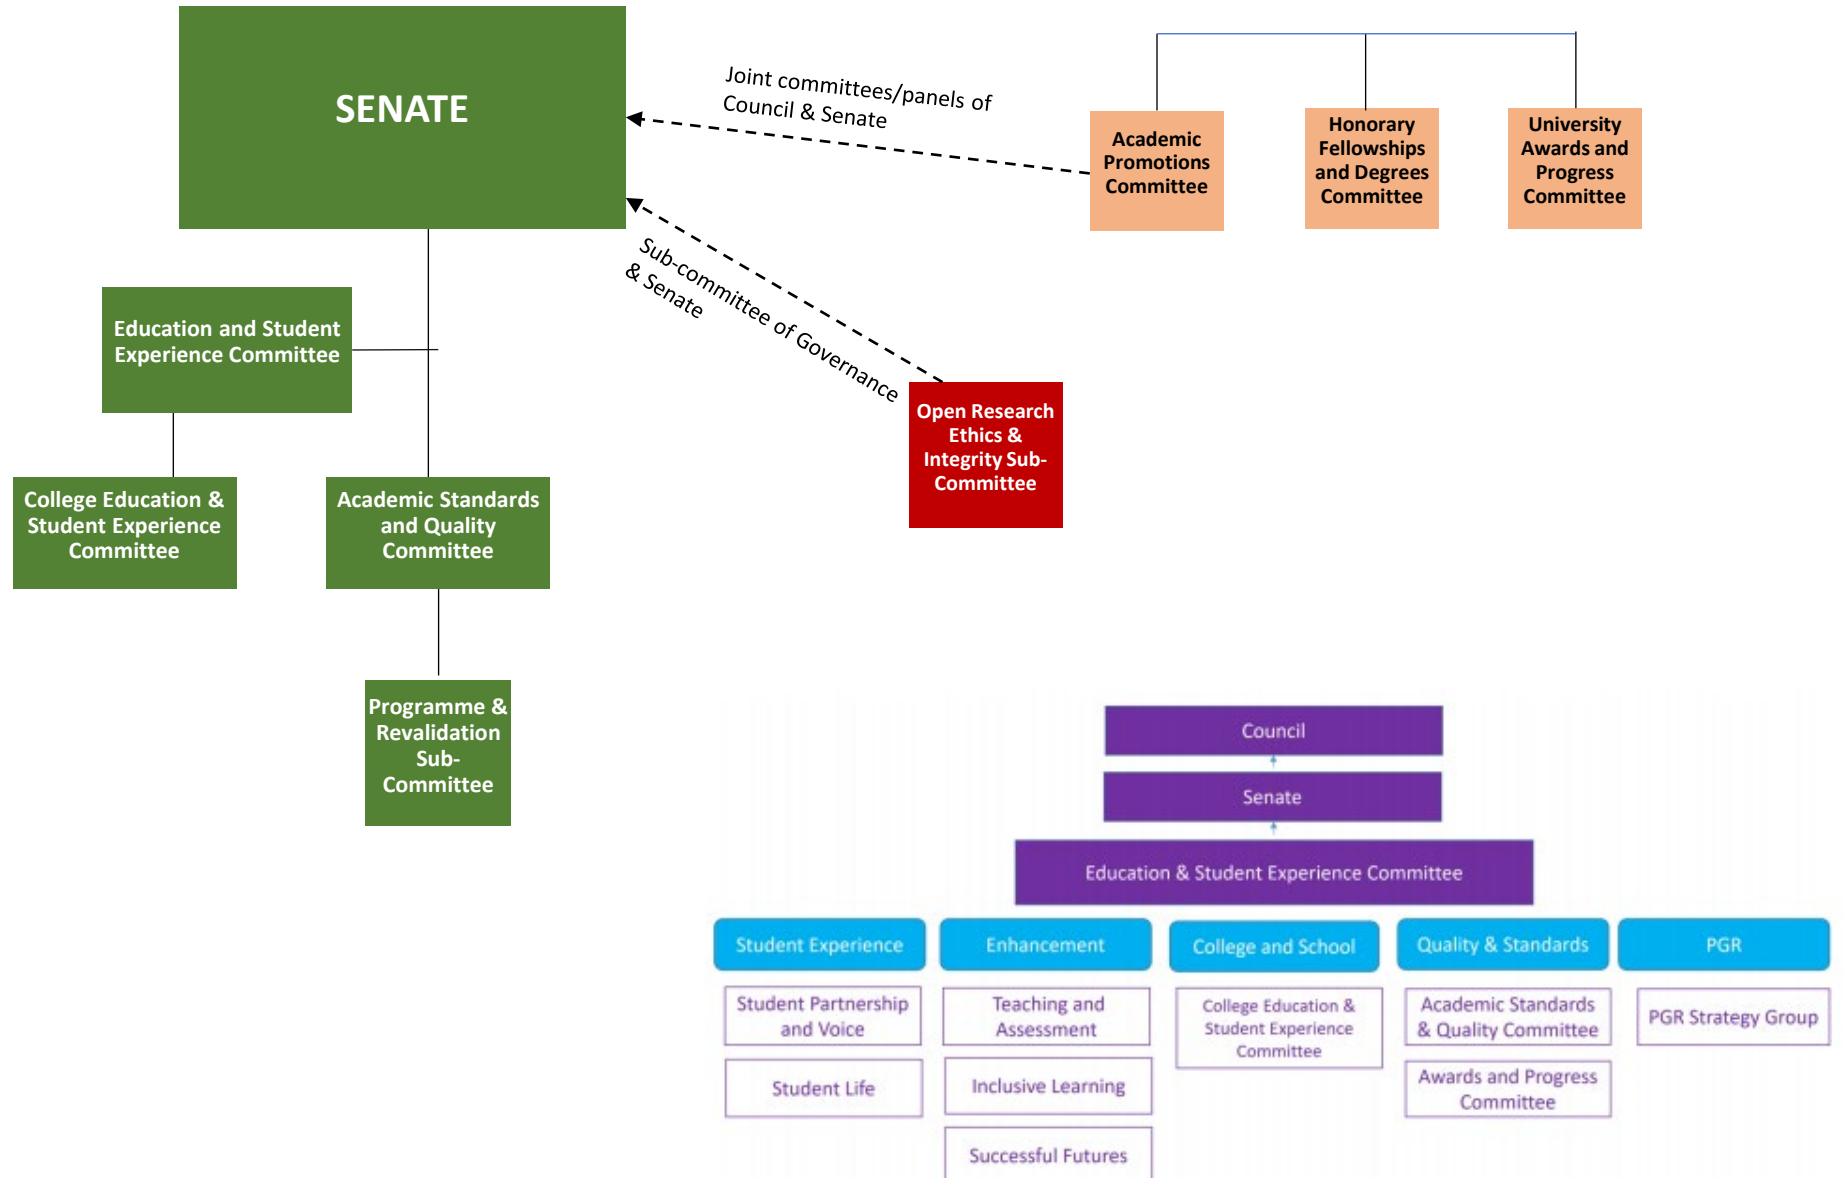 SENATE
Joint committees/panels of
Council & Senate
Academic
Promotions
Committee
Honorary
Fellowships
and Degrees
Committee
University
Awards and
Progress
Committee
Sub-committee of Governance
& Senate
Education and Student
Experience Committee
Open Research
Ethics &
Integrity Sub-
Committee
College Education &
Student Experience
Committee
Academic Standards
and Quality
Committee
Programme &
Revalidation
Sub-
Committee
Council
Senate
Education & Student Experience Committee
Student Experience
Enhancement
College and School
Quality & Standards
PGR
Student Partnership
and Voice
Teaching and
Assessment
College Education &
Student Experience
Committee
Academic Standards
& Quality Committee
PGR Strategy Group
Student Life
Inclusive Learning
Awards and Progress
Committee
Successful Futures